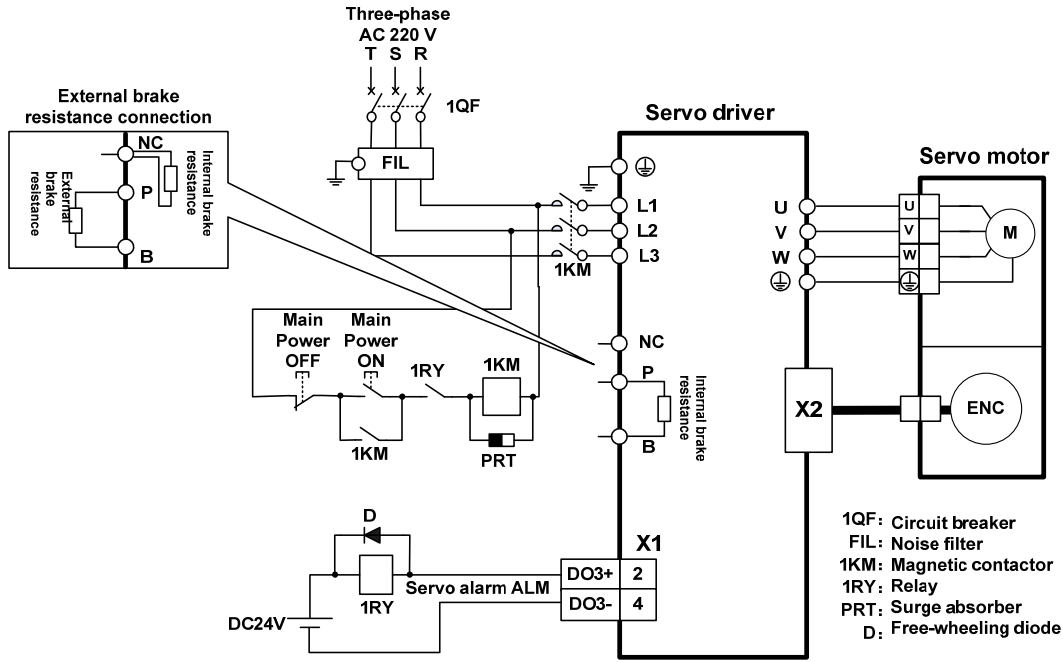 Three-phase
AC 220 V
T S R
1QF
External brake
resistance connection
NC
P
B
Internal brake
resistance
External
brake
resistance
FIL
Servo driver
Servo motor
L1
L2
L3
1KM
U
V
W
U
V
W
M
Main
Power
OFF
Main
Power
ON
1RY
1KM
1KM
PRT
NC
P
B
Internal brake
resistance
X2
ENC
D
1RY
DC24V
Servo alarm ALM
X1
DO3+ 2
DO3- 4
1QF: Circuit breaker
FIL: Noise filter
1KM: Magnetic contactor
1RY: Relay
PRT: Surge absorber
D: Free-wheeling diode